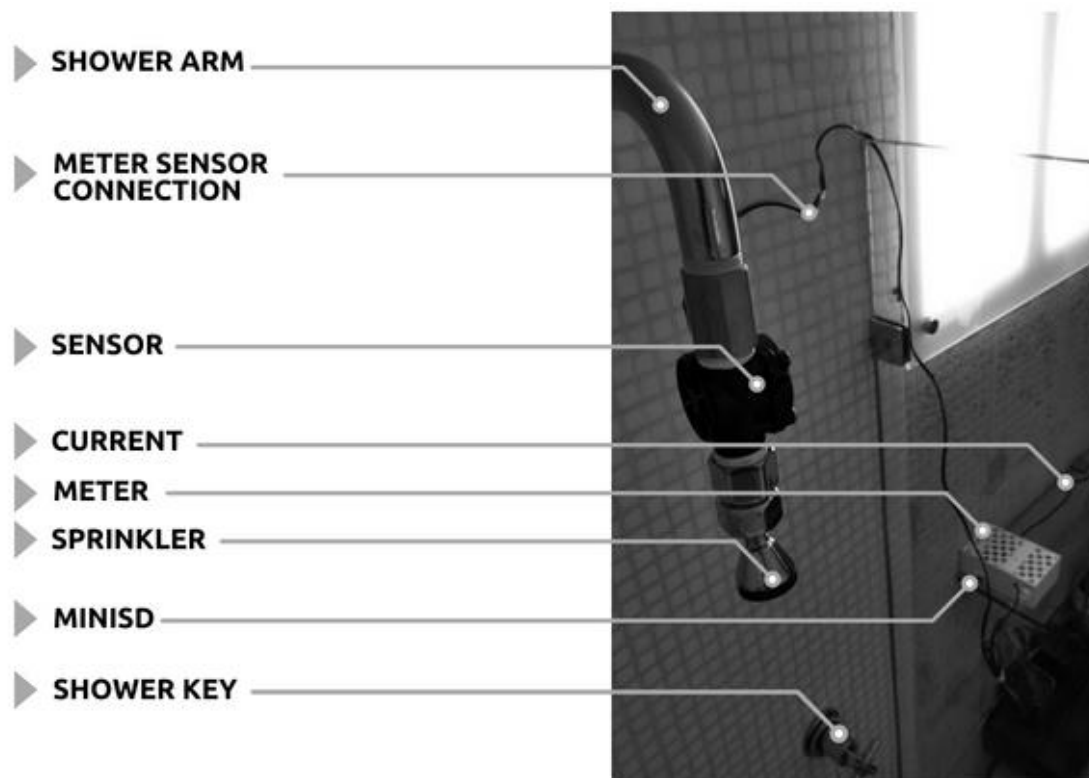 SHOWER ARM
METER SENSOR
CONNECTION
SENSOR
CURRENT
METER
SPRINKLER
MINISD
SHOWER KEY